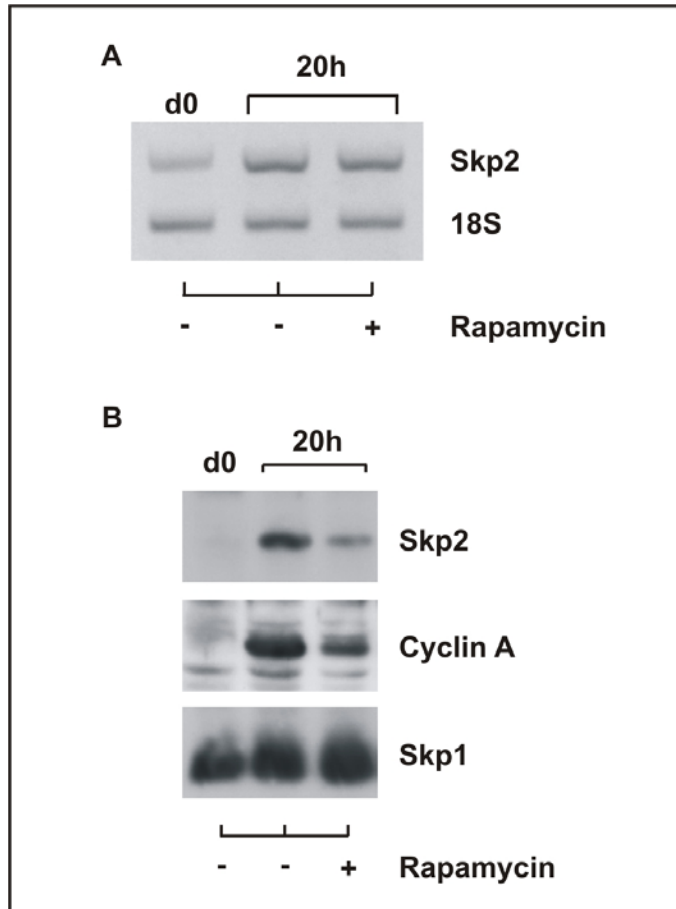 A
20h
d0
Skp2
18S
- - + Rapamycin
B
20h
d0
Skp2
Cyclin A
Skp1
- - + Rapamycin